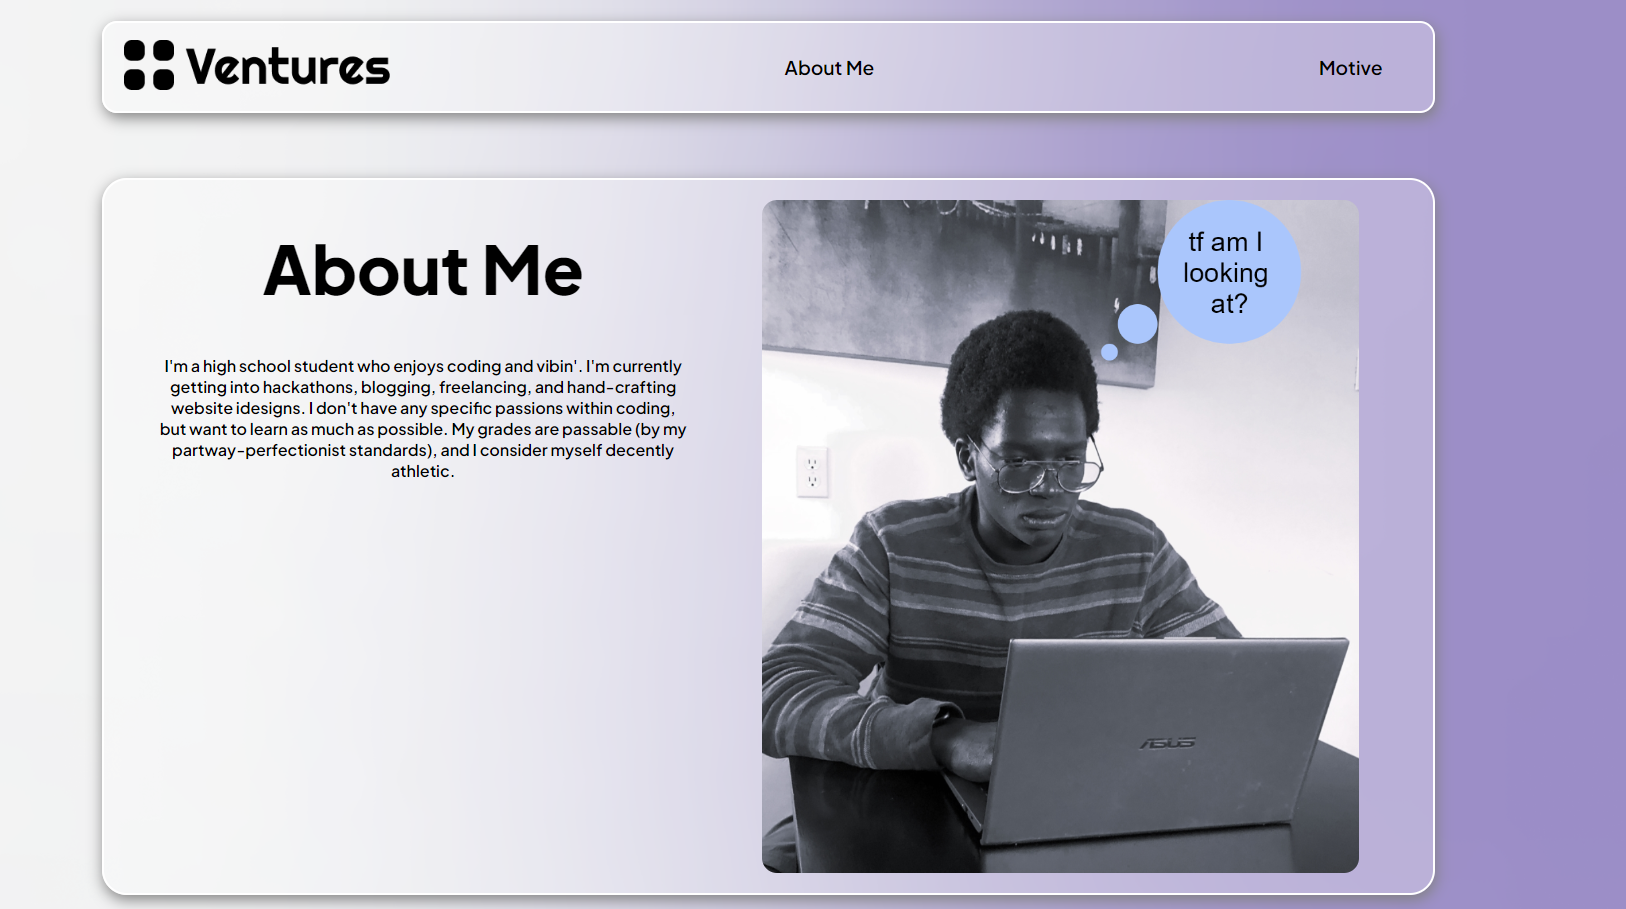 Ventures
About Me
Motive
About Me
I'm a high school student who enjoys coding and vibin'. I'm currently
getting into hackathons, blogging, freelancing, and hand-crafting
website idesigns. I don't have any specific passions within coding,
but want to learn as much as possible. My grades are passable (by my
partway-perfectionist standards), and I consider myself decently
athletic.
tf am I
looking
at?
ASUS